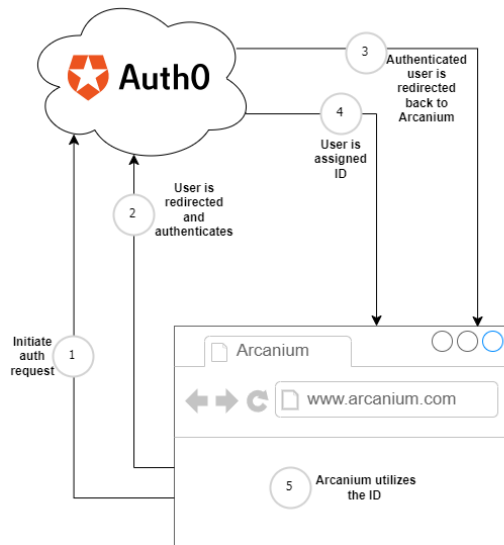 Auth0
3
Authenticated
user is
redirected
back to
Arcanium
4
User is
assigned
ID
User is
redirected
and
authenticates
2
Initiate
auth
request
1
Arcanium
www.arcanium.com
5
Arcanium utilizes
the ID